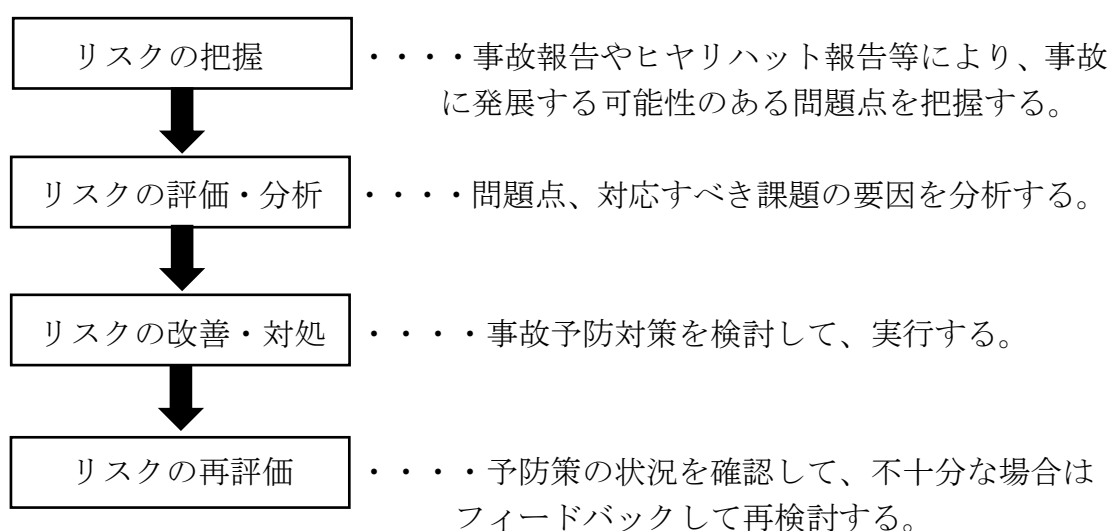 リスクの把握 ・・・・事故報告やヒヤリハット報告等により、事故
に発展する可能性のある問題点を把握する。
リスクの評価・分析 ・・・・問題点、対応すべき課題の要因を分析する。
リスクの改善・対処 ・・・・事故予防対策を検討して、実行する。
リスクの再評価 ・・・・予防策の状況を確認して、不十分な場合は
フィードバックして再検討する。